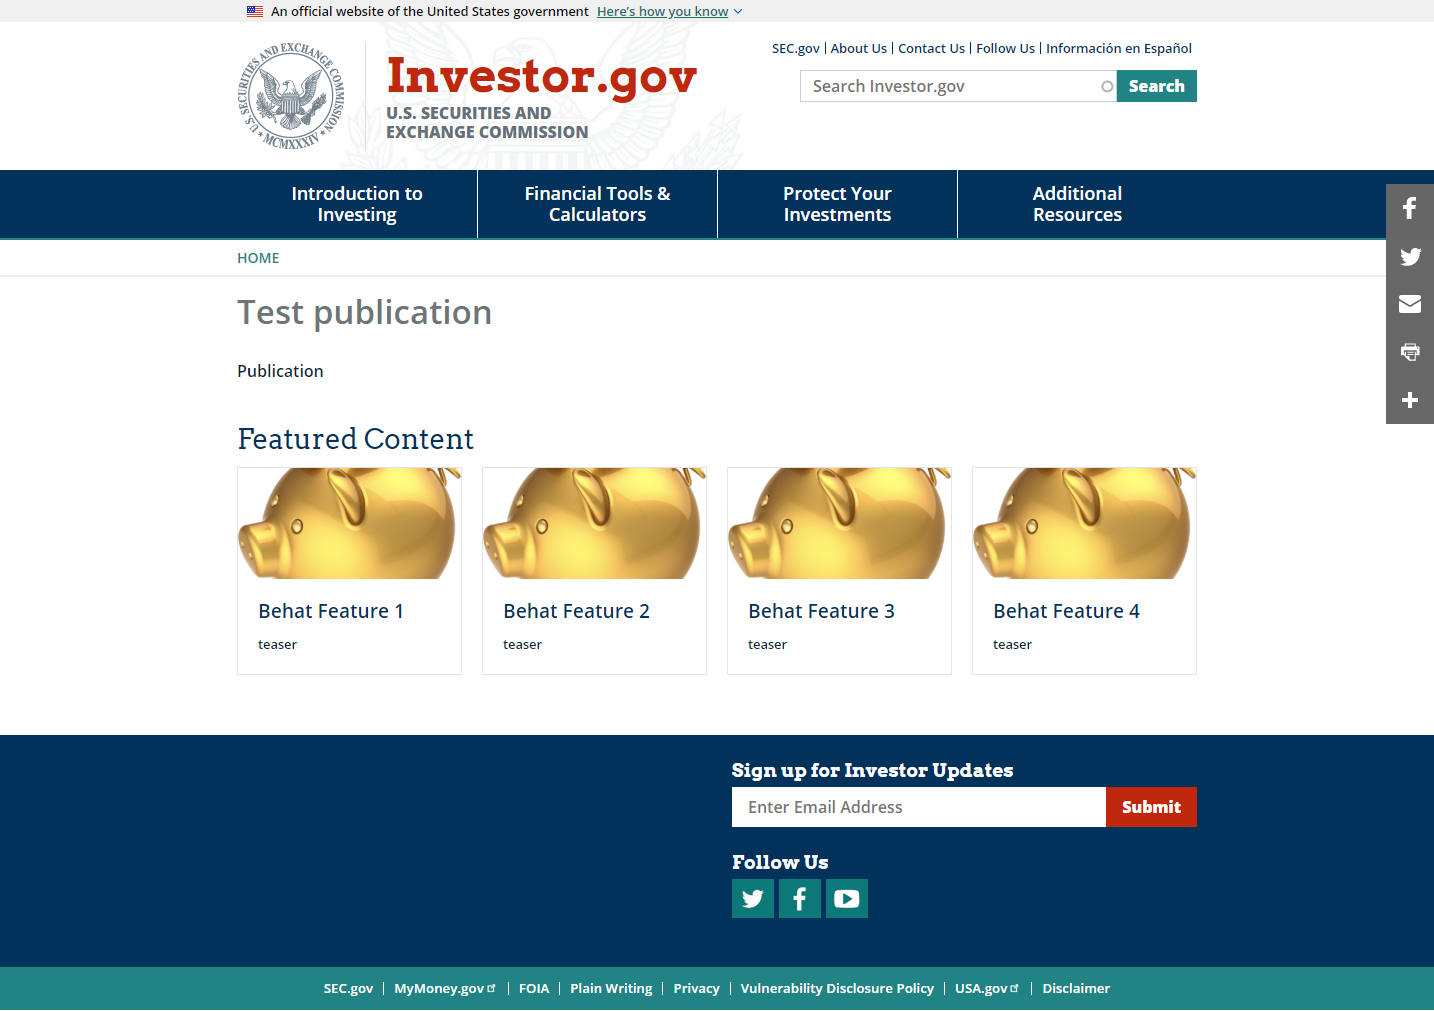 An official website of the United States government Here's how you know
SECURITIES AND EXCHANGE COMMISSION
U.S.
MCMXXXIV
Investor.gov
U.S. SECURITIES AND
EXCHANGE COMMISSION
SEC.gov | About Us | Contact Us | Follow Us | Información en Español
Search Investor.gov
Search
Introduction to
Investing
Financial Tools &
Calculators
Protect Your
Investments
Additional
Resources
HOME
Test publication
Publication
Featured Content
Behat Feature 1
teaser
Behat Feature 2
teaser
Behat Feature 3
teaser
Behat Feature 4
teaser
Sign up for Investor Updates
Enter Email Address
Submit
Follow Us
SEC.gov | MyMoney.gov | FOIA | Plain Writing | Privacy | Vulnerability Disclosure Policy | USA.gov | Disclaimer